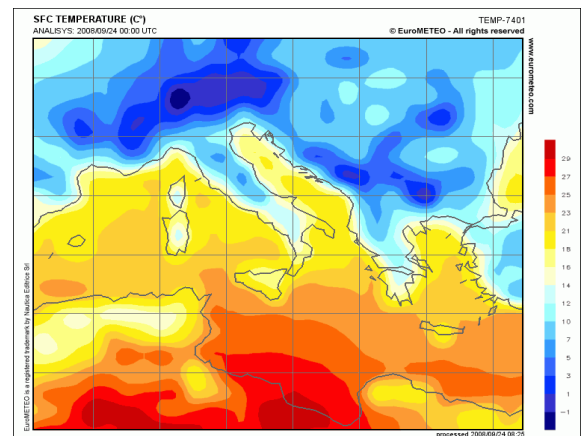 SFC TEMPERATURE (C°)
TEMP-7401
ANALISYS: 2008/09/24 00:00 UTC
© EuroMETEO - All rights reserved
www.eurometeo.com
29
27
25
23
21
18
16
14
12
10
7
5
3
1
-1
EuroMETEO is a registered trademark by Nautica Editrice Srl
processed 2008/09/24 08:25